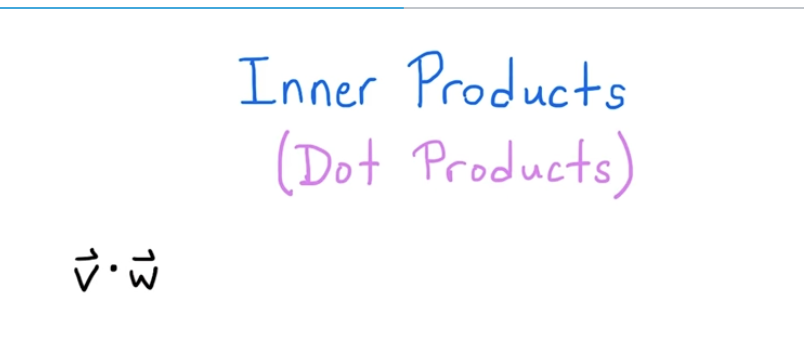 Inner Products
(Dot Products)
v⃗ · w⃗